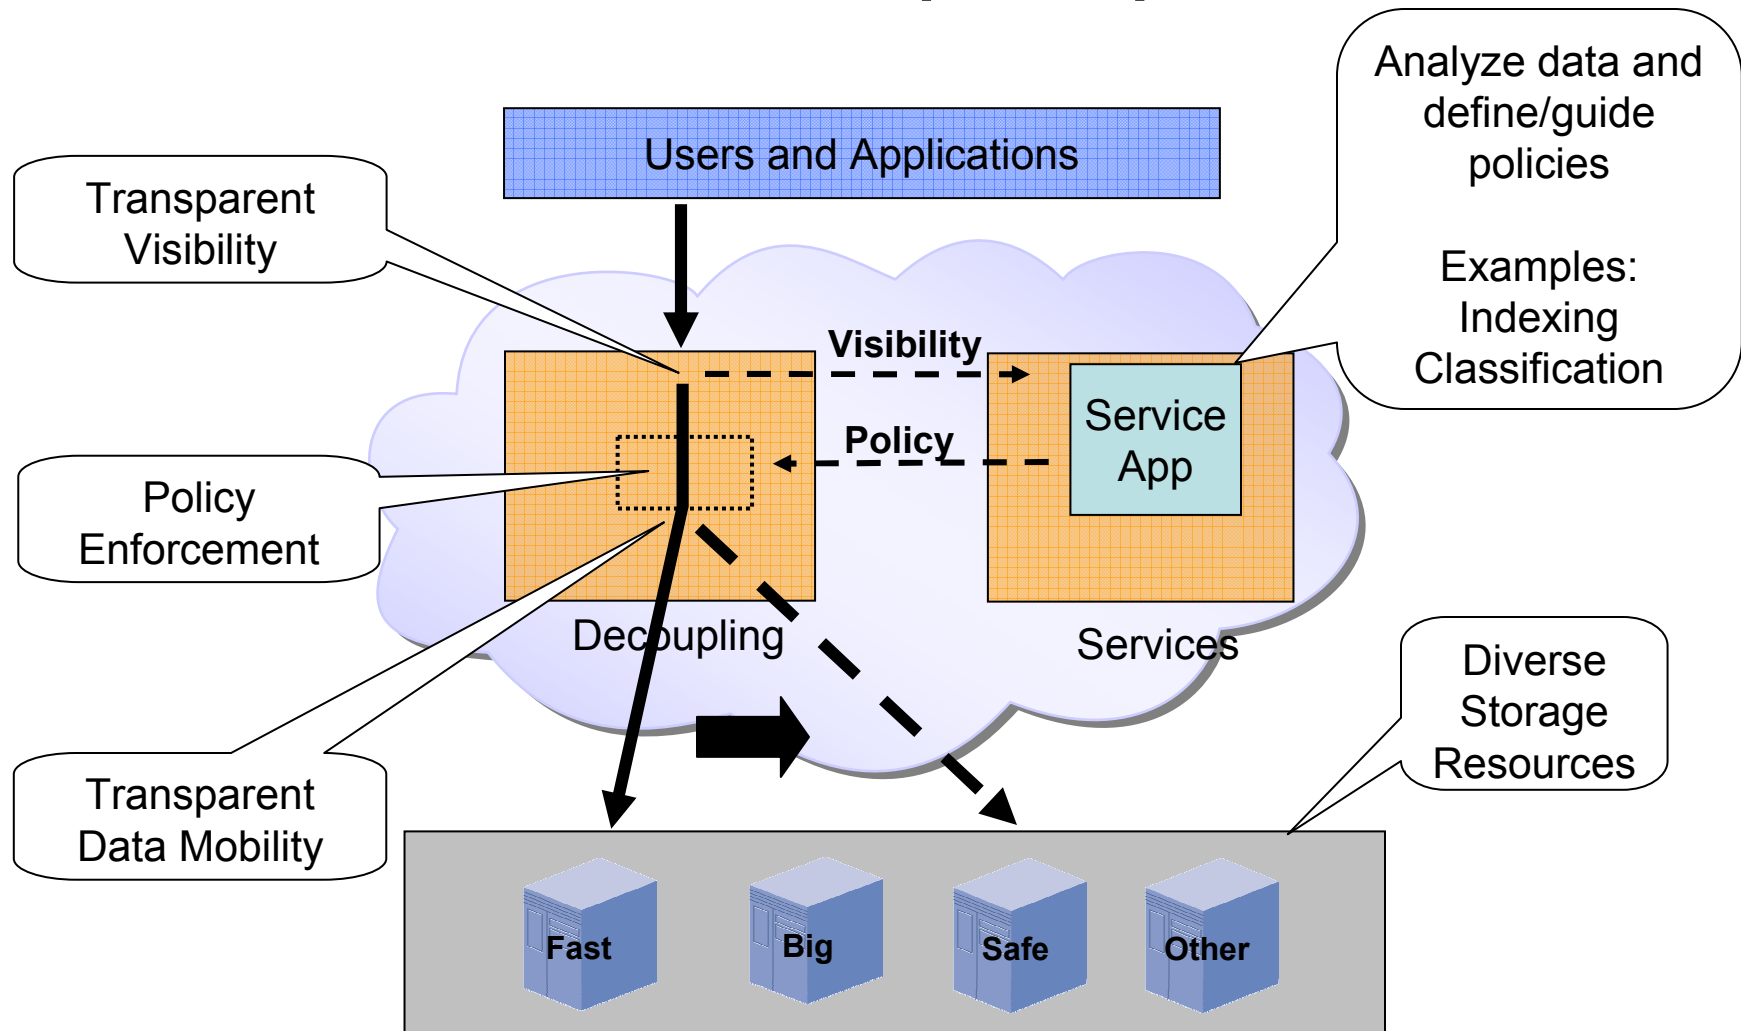 Analyze data and
define/guide
policies
Examples:
Indexing
Classification
Users and Applications
Transparent
Visibility
Visibility
Policy
Service
App
Policy
Enforcement
Decoupling
Services
Diverse
Storage
Resources
Transparent
Data Mobility
Fast
Big
Safe
Other